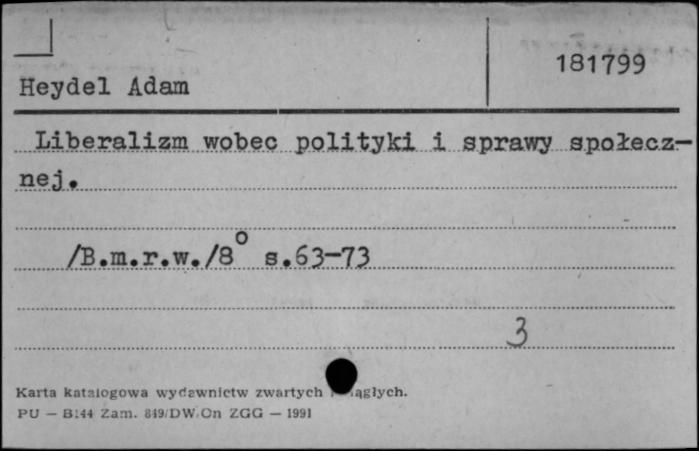 181799
Heydel Adam
Liberalizm wobec polityki i sprawy społecz-
nej.
/B.m.r.w./8° s.63-73
3
Karta katalogowa wydawnictw zwartych ągłych.
PU — B144 Zam. 849/DW/On ZGG — 1991